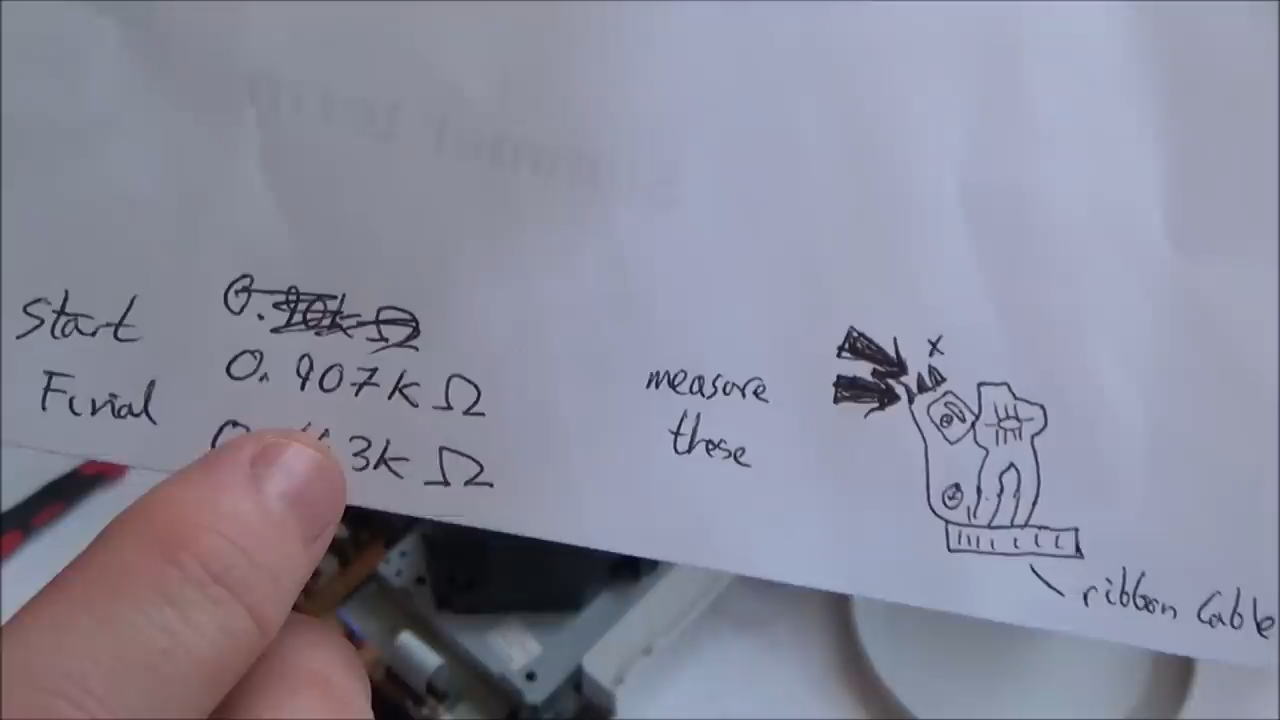 Start
0.907kΩ
Final
3kΩ
measure
these
x
ribbon Cable